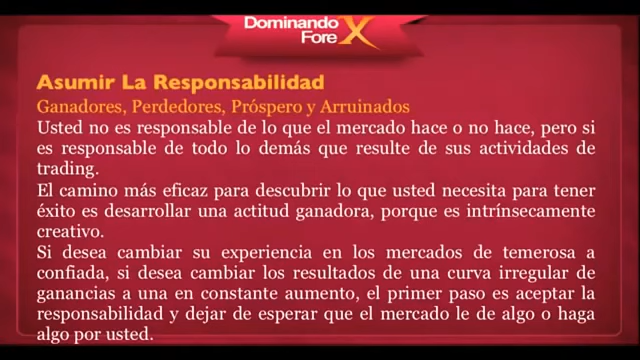 Dominando
ForeX
Asumir La Responsabilidad
Ganadores, Perdedores, Próspero y Arruinados
Usted no es responsable de lo que el mercado hace o no hace, pero si
es responsable de todo lo demás que resulte de sus actividades de
trading.
El camino más eficaz para descubrir lo que usted necesita para tener
éxito es desarrollar una actitud ganadora, porque es intrínsecamente
creativo.
Si desea cambiar su experiencia en los mercados de temerosa a
confiada, si desea cambiar los resultados de una curva irregular de
ganancias a una en constante aumento, el primer paso es aceptar la
responsabilidad y dejar de esperar que el mercado le de algo o haga
algo por usted.